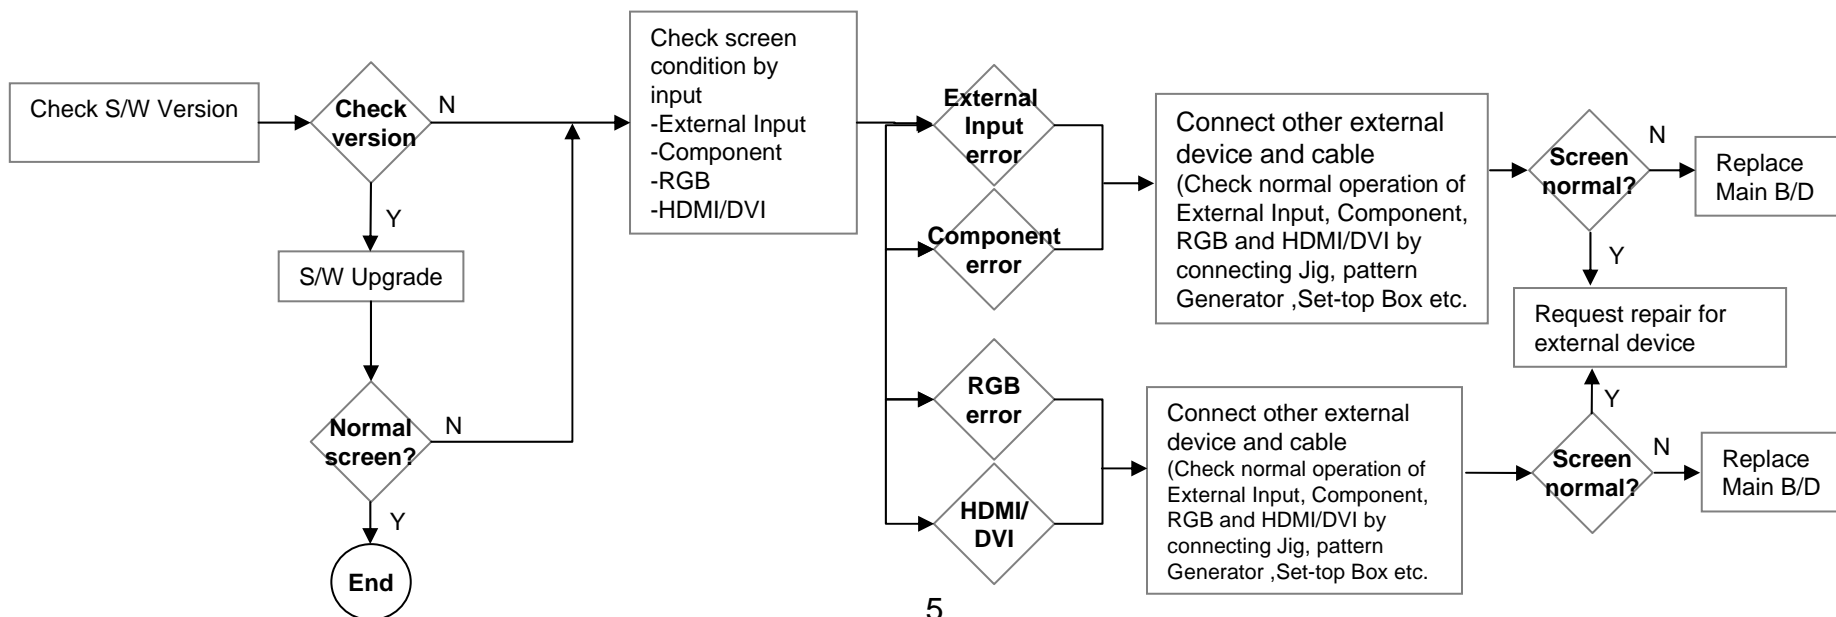 Check S/W Version
Check
version
N
Y
S/W Upgrade
Normal
screen?
N
Y
End
Check screen
condition by
input
-External Input
-Component
-RGB
-HDMI/DVI
External
Input
error
Component
error
RGB
error
HDMI/
DVI
Connect other external
device and cable
(Check normal operation of
External Input, Component,
RGB and HDMI/DVI by
connecting Jig, pattern
Generator ,Set-top Box etc.
Connect other external
device and cable
(Check normal operation of
External Input, Component,
RGB and HDMI/DVI by
connecting Jig, pattern
Generator ,Set-top Box etc.
Screen
normal?
N
Replace
Main B/D
Y
Request repair for
external device
Y
Screen
normal?
N
Replace
Main B/D
5